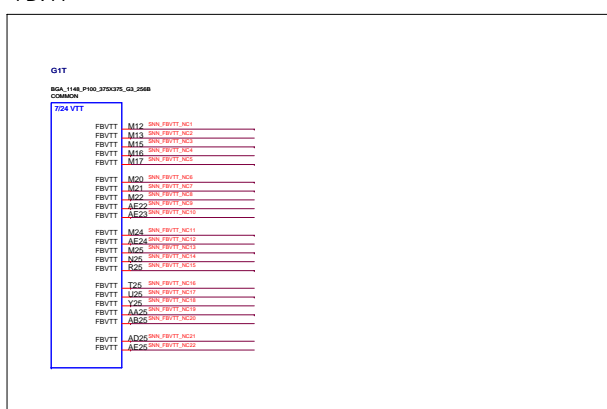 G1T
BGA_1148_P100_375X375_G3_256B
COMMON
7/24 VTT
FBVTT M12 SNN_FBVTT_NC1
FBVTT M13 SNN_FBVTT_NC2
FBVTT M15 SNN_FBVTT_NC3
FBVTT M16 SNN_FBVTT_NC4
FBVTT M17 SNN_FBVTT_NC5
FBVTT M20 SNN_FBVTT_NC6
FBVTT M21 SNN_FBVTT_NC7
FBVTT M22 SNN_FBVTT_NC8
FBVTT AE22 SNN_FBVTT_NC9
FBVTT AE23 SNN_FBVTT_NC10
FBVTT M24 SNN_FBVTT_NC11
FBVTT AE24 SNN_FBVTT_NC12
FBVTT M25 SNN_FBVTT_NC13
FBVTT N25 SNN_FBVTT_NC14
FBVTT R25 SNN_FBVTT_NC15
FBVTT T25 SNN_FBVTT_NC16
FBVTT U25 SNN_FBVTT_NC17
FBVTT Y25 SNN_FBVTT_NC18
FBVTT AA25 SNN_FBVTT_NC19
FBVTT AB25 SNN_FBVTT_NC20
FBVTT AD25 SNN_FBVTT_NC21
FBVTT AE25 SNN_FBVTT_NC22